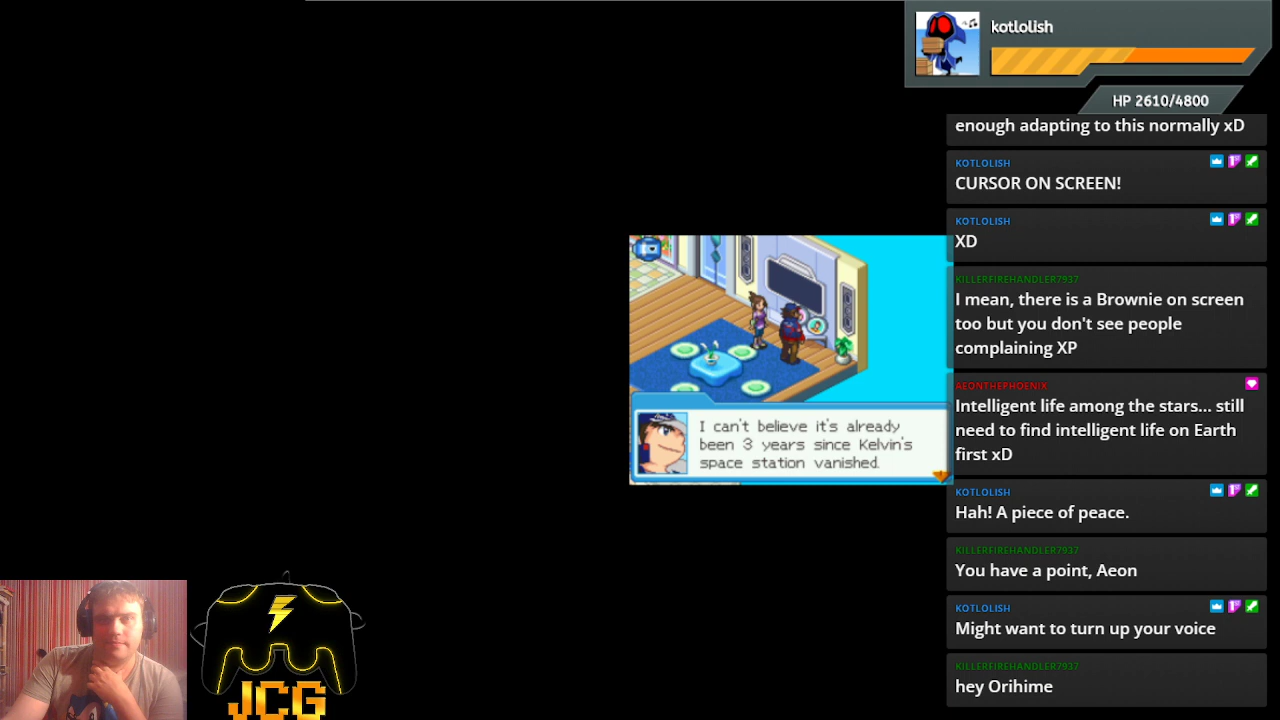 kotlolish
HP 2610/4800
enough adapting to this normally xD
KOTLOLISH
CURSOR ON SCREEN!
KOTLOLISH
XD
KILLERFIREHANDLER7937
I mean, there is a Brownie on screen
too but you don't see people
complaining XP
AEONTHEPHOENIX
Intelligent life among the stars... still
need to find intelligent life on Earth
first xD
KOTLOLISH
Hah! A piece of peace.
KILLERFIREHANDLER7937
You have a point, Aeon
KOTLOLISH
Might want to turn up your voice
KILLERFIREHANDLER7937
hey Orihime
I can't believe it's already
been 3 years since Kelvin's
space station vanished.
JCG